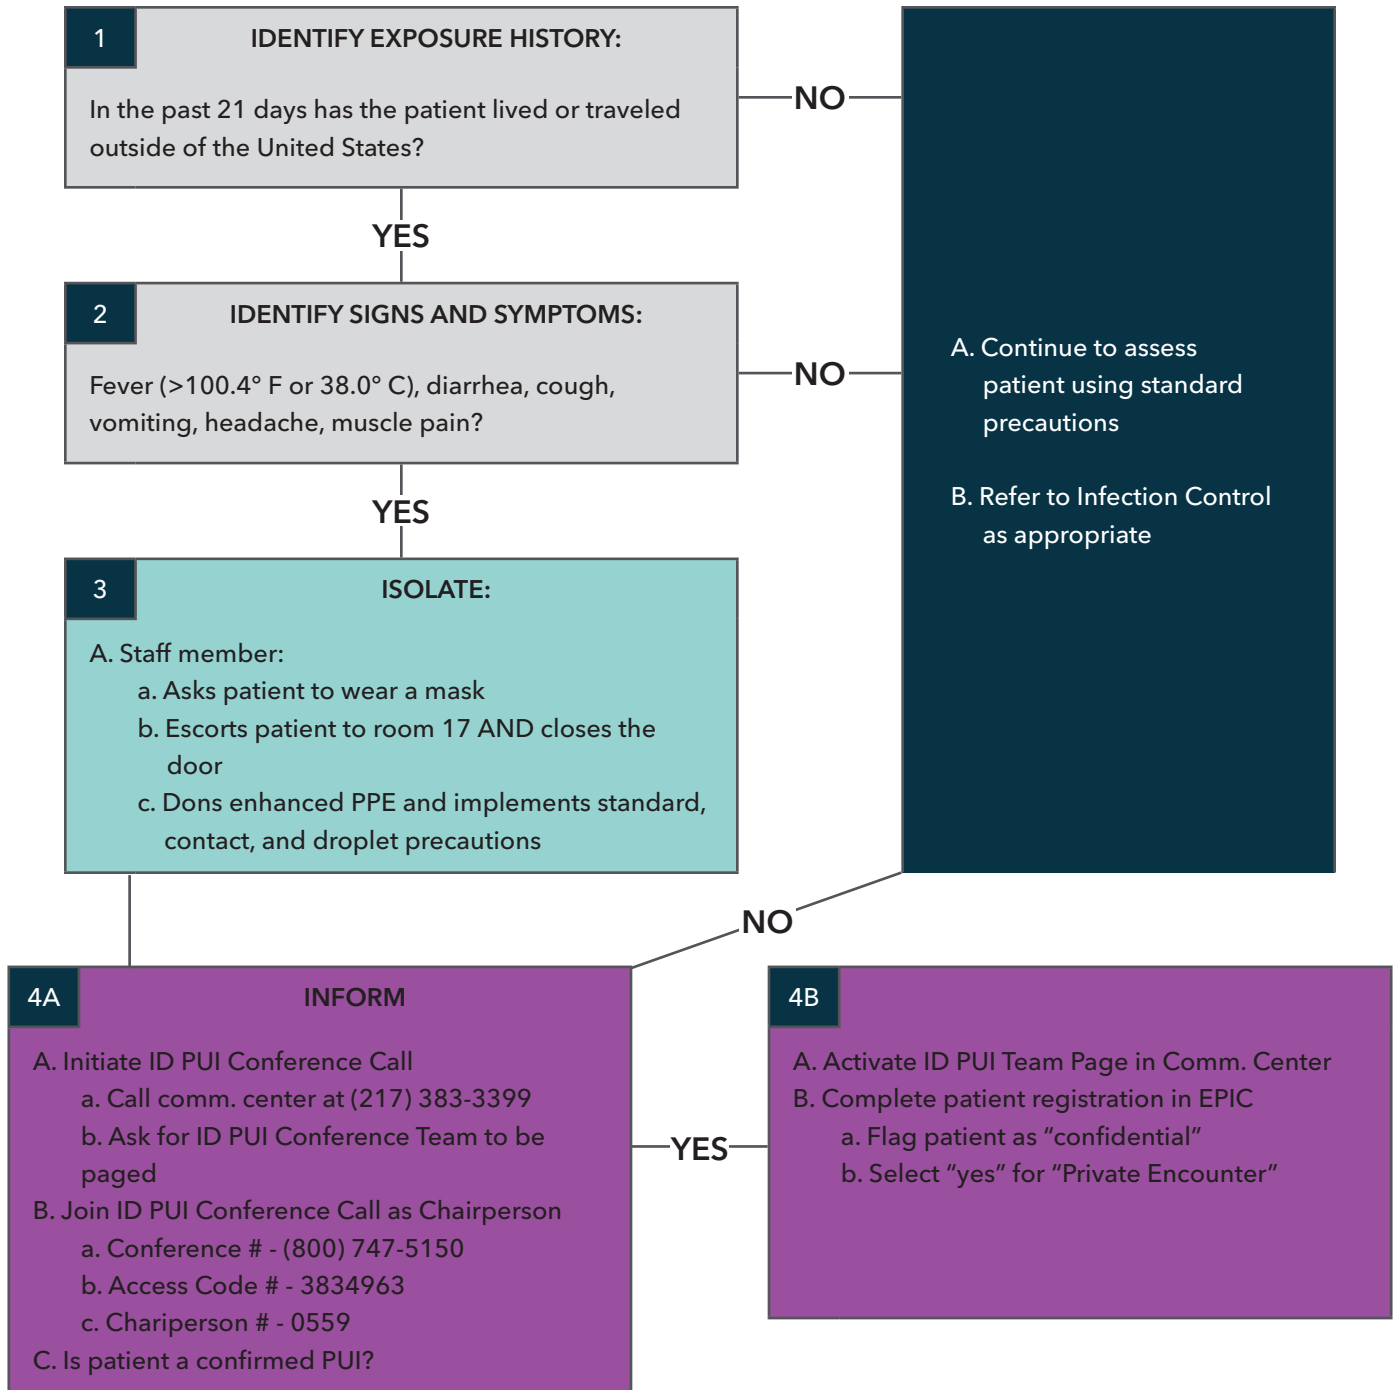 1
IDENTIFY EXPOSURE HISTORY:
In the past 21 days has the patient lived or traveled
outside of the United States?
NO
YES
2
IDENTIFY SIGNS AND SYMPTOMS:
Fever (>100.4° F or 38.0° C), diarrhea, cough,
vomiting, headache, muscle pain?
NO
YES
A. Continue to assess
patient using standard
precautions
B. Refer to Infection Control
as appropriate
3
ISOLATE:
A. Staff member:
a. Asks patient to wear a mask
b. Escorts patient to room 17 AND closes the
door
c. Dons enhanced PPE and implements standard,
contact, and droplet precautions
NO
4A
INFORM
A. Initiate ID PUI Conference Call
a. Call comm. center at (217) 383-3399
b. Ask for ID PUI Conference Team to be
paged
B. Join ID PUI Conference Call as Chairperson
a. Conference # - (800) 747-5150
b. Access Code # - 3834963
c. Chariperson # - 0559
C. Is patient a confirmed PUI?
YES
4B
A. Activate ID PUI Team Page in Comm. Center
B. Complete patient registration in EPIC
a. Flag patient as “confidential”
b. Select “yes” for “Private Encounter”